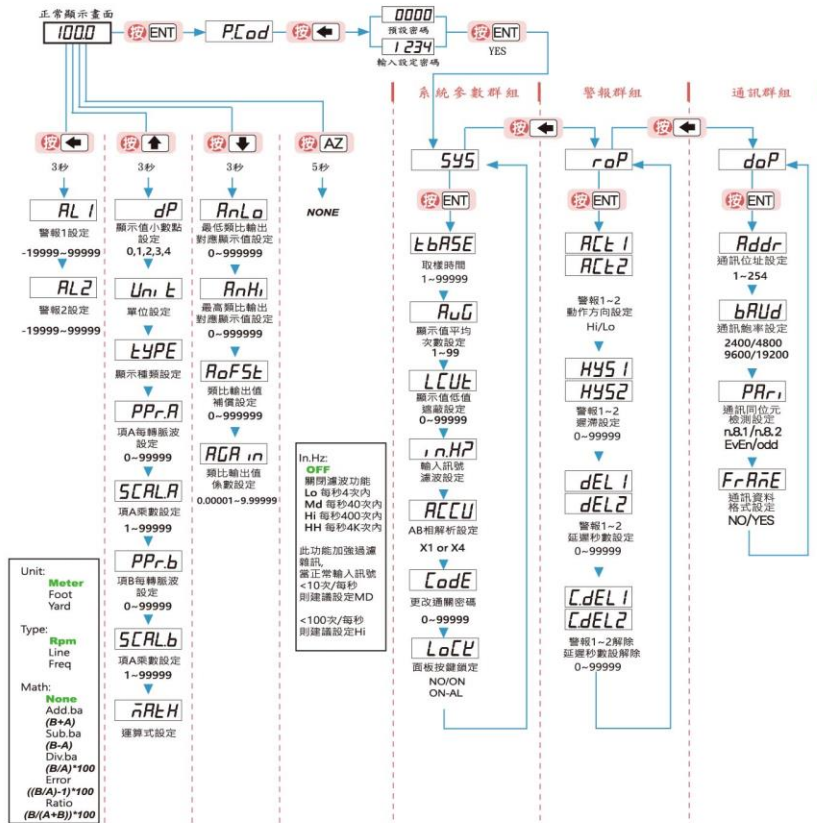 正常顯示畫面
1000
按 ENT
P.Cod
按
0000
預設密碼
1234
輸入設定密碼
按 ENT
YES
按
3秒
AL1
警報1設定
-19999~99999
AL2
警報2設定
-19999~99999
按
3秒
dP
顯示值小數點
設定
0,1,2,3,4
Unit
單位設定
tYPE
顯示種類設定
PPr.A
項A每轉脈波
設定
0~99999
SCAL.A
項A乘數設定
1~99999
PPr.b
項B每轉脈波
設定
0~99999
SCAL.b
項A乘數設定
1~99999
mAtH
運算式設定
按
3秒
AnLo
最低類比輸出
對應顯示值設定
0~999999
AnHi
最高類比輸出
對應顯示值設定
0~999999
AoFSt
類比輸出值
補償設定
0~999999
AGAin
類比輸出值
係數設定
0.00001~9.99999
按 AZ
5秒
NONE
系統參數群組
SYS
按 ENT
tbASE
取樣時間
1~99999
AvG
顯示值平均
次數設定
1~99
LCUt
顯示值低值
遮蔽設定
0~99999
in.HZ
輸入訊號
濾波設定
ACCU
AB相解析設定
X1 or X4
CodE
更改通關密碼
0~99999
LoCK
面板按鍵鎖定
NO/ON
ON-AL
按
警報群組
roP
按 ENT
ACt1
ACt2
警報1~2
動作方向設定
Hi/Lo
HYS1
HYS2
警報1~2
遲滯設定
0~99999
dEL1
dEL2
警報1~2
延遲秒數設定
0~99999
C.dEL1
C.dEL2
警報1~2解除
延遲秒數設解除
0~99999
按
通訊群組
doP
按 ENT
Addr
通訊位址設定
1~254
bAUd
通訊鮑率設定
2400/4800
9600/19200
PAri
通訊同位元
檢測設定
n.8.1/n.8.2
EvEn/odd
FrAmE
通訊資料
格式設定
NO/YES
In.Hz:
OFF
關閉濾波功能
Lo 每秒4次內
Md 每秒40次內
Hi 每秒400次內
HH 每秒4K次內
此功能加強過濾
雜訊,
當正常輸入訊號
<10次/每秒
則建議設定MD
<100次/每秒
則建議設定Hi
Unit:
Meter
Foot
Yard
Type:
Rpm
Line
Freq
Math:
None
Add.ba
(B+A)
Sub.ba
(B-A)
Div.ba
(B/A)*100
Error
((B/A)-1)*100
Ratio
(B/(A+B))*100